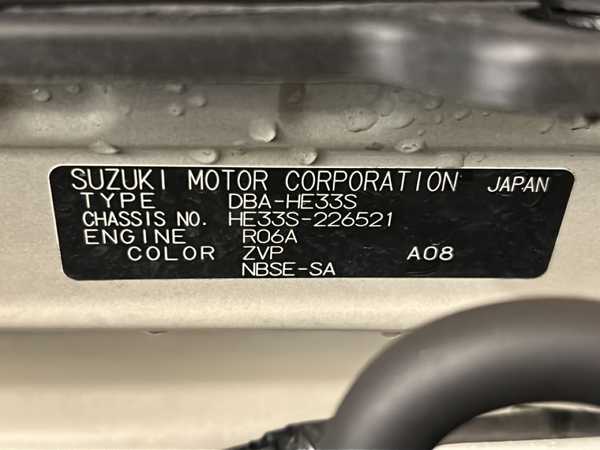 SUZUKI MOTOR CORPORATION JAPAN
TYPE DBA-HE33S
CHASSIS NO. HE33S-226521
ENGINE R06A
COLOR ZVP A08
NBSE-SA